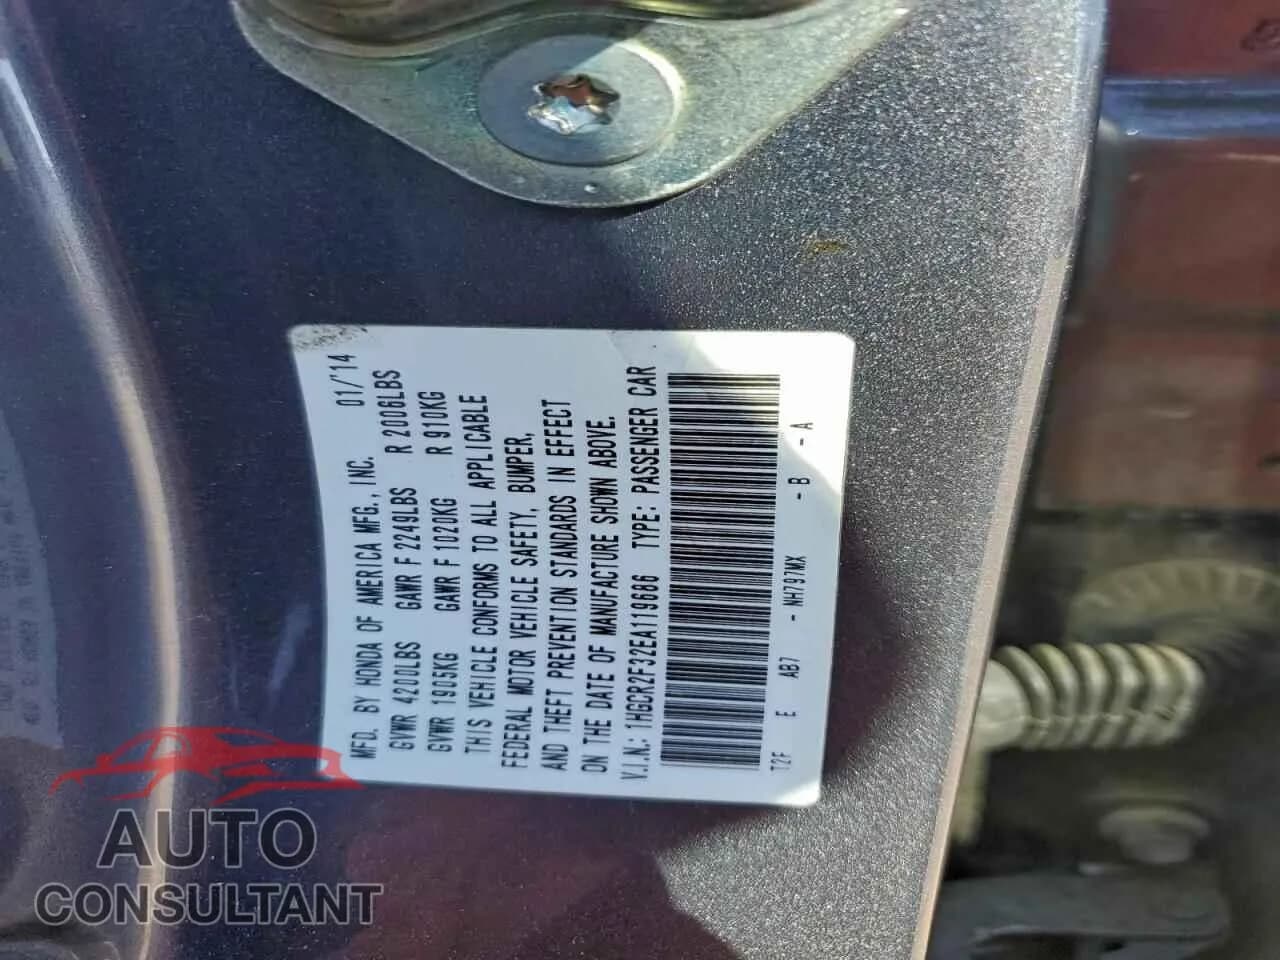 MFD. BY HONDA OF AMERICA MFG., INC. 01/'14
GVWR 4200LBS GAWR F 2249LBS R 2006LBS
GVWR 1905KG GAWR F 1020KG R 910KG
THIS VEHICLE CONFORMS TO ALL APPLICABLE
FEDERAL MOTOR VEHICLE SAFETY, BUMPER,
AND THEFT PREVENTION STANDARDS IN EFFECT
ON THE DATE OF MANUFACTURE SHOWN ABOVE.
V.I.N.: 1HGCR2F32EA119686 TYPE: PASSENGER CAR
T2F E AB7 - NH797MX - B - A
AUTO
CONSULTANT